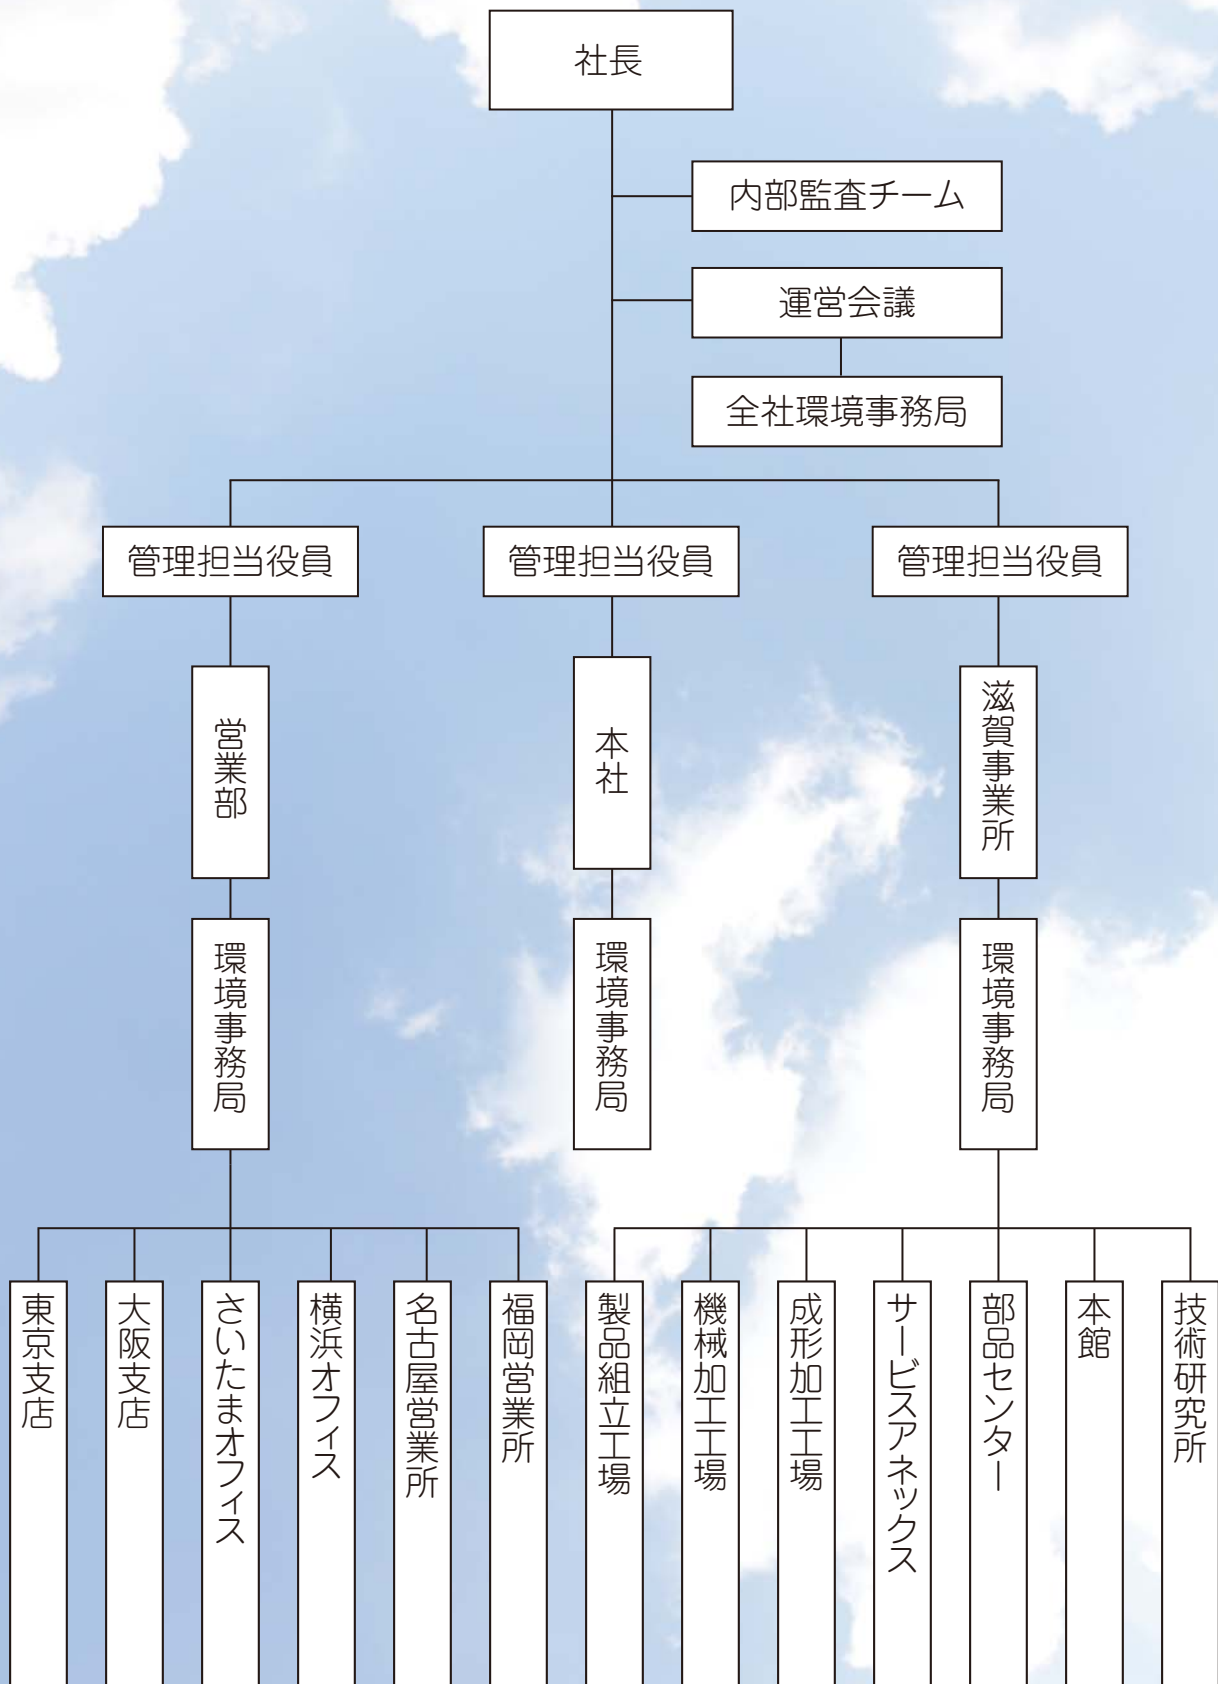 社長
内部監査チーム
運営会議
全社環境事務局
管理担当役員
管理担当役員
管理担当役員
営業部
本社
滋賀事業所
環境事務局
環境事務局
環境事務局
東京支店
大阪支店
さいたまオフィス
横浜オフィス
名古屋営業所
福岡営業所
製品組立工場
機械加工工場
成形加工工場
サービスアネックス
部品センター
本館
技術研究所